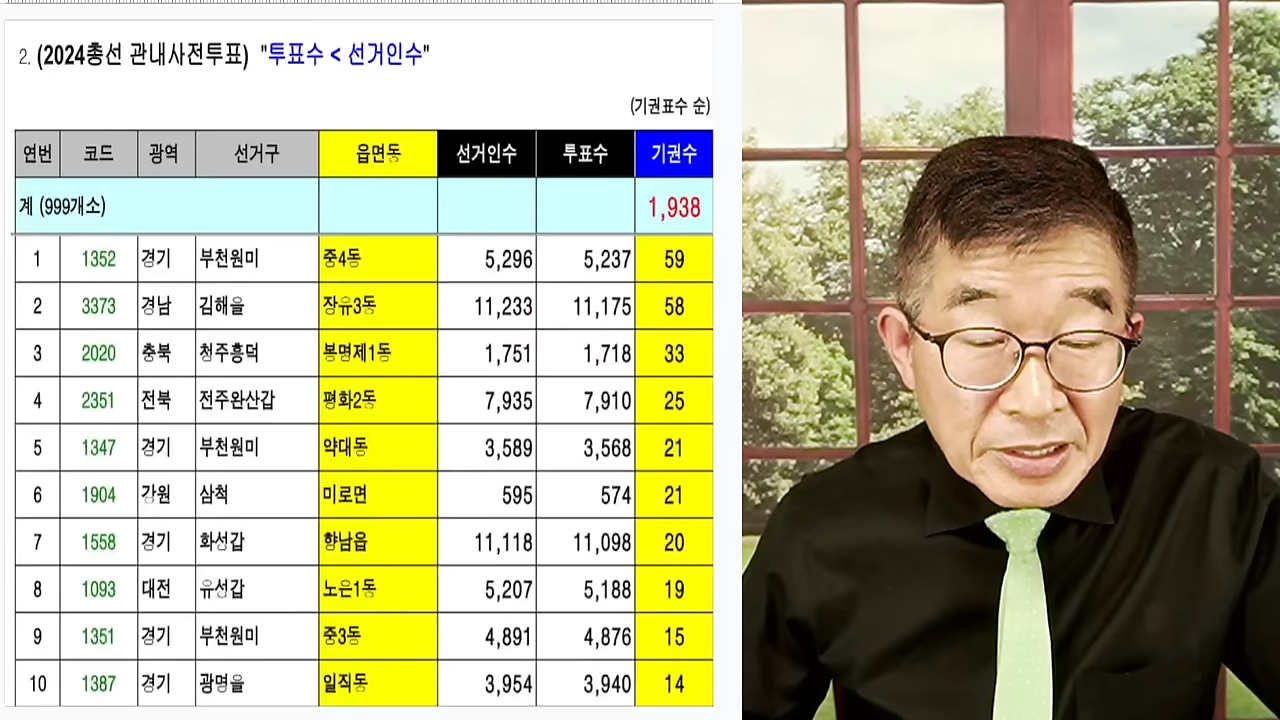 2. (2024총선 관내사전투표) "투표수 < 선거인수"
(기권표수 순)
연번 코드 광역 선거구 읍면동 선거인수 투표수 기권수
계 (999개소) 1,938
1 1352 경기 부천원미 중4동 5,296 5,237 59
2 3373 경남 김해을 장유3동 11,233 11,175 58
3 2020 충북 청주흥덕 봉명제1동 1,751 1,718 33
4 2351 전북 전주완산갑 평화2동 7,935 7,910 25
5 1347 경기 부천원미 약대동 3,589 3,568 21
6 1904 강원 삼척 미로면 595 574 21
7 1558 경기 화성갑 향남읍 11,118 11,098 20
8 1093 대전 유성갑 노은1동 5,207 5,188 19
9 1351 경기 부천원미 중3동 4,891 4,876 15
10 1387 경기 광명을 일직동 3,954 3,940 14